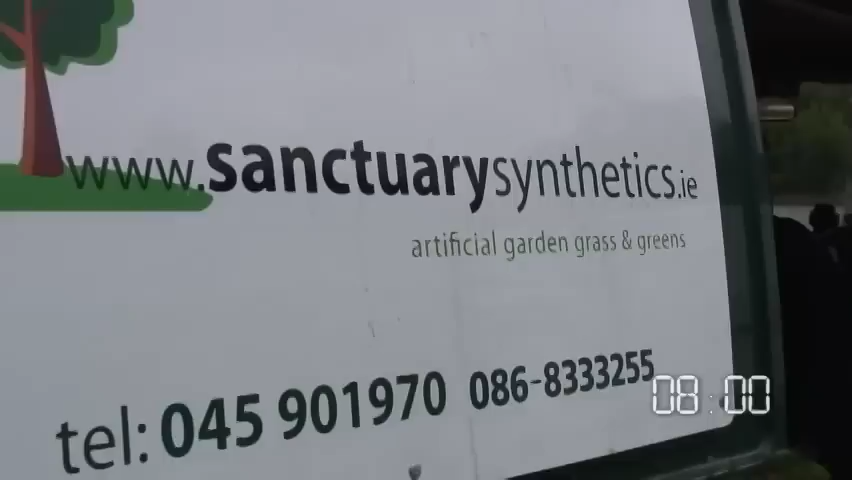 www.sanctuarysynthetics.ie
artificial garden grass & greens
tel: 045 901970 086-8333255
08:00